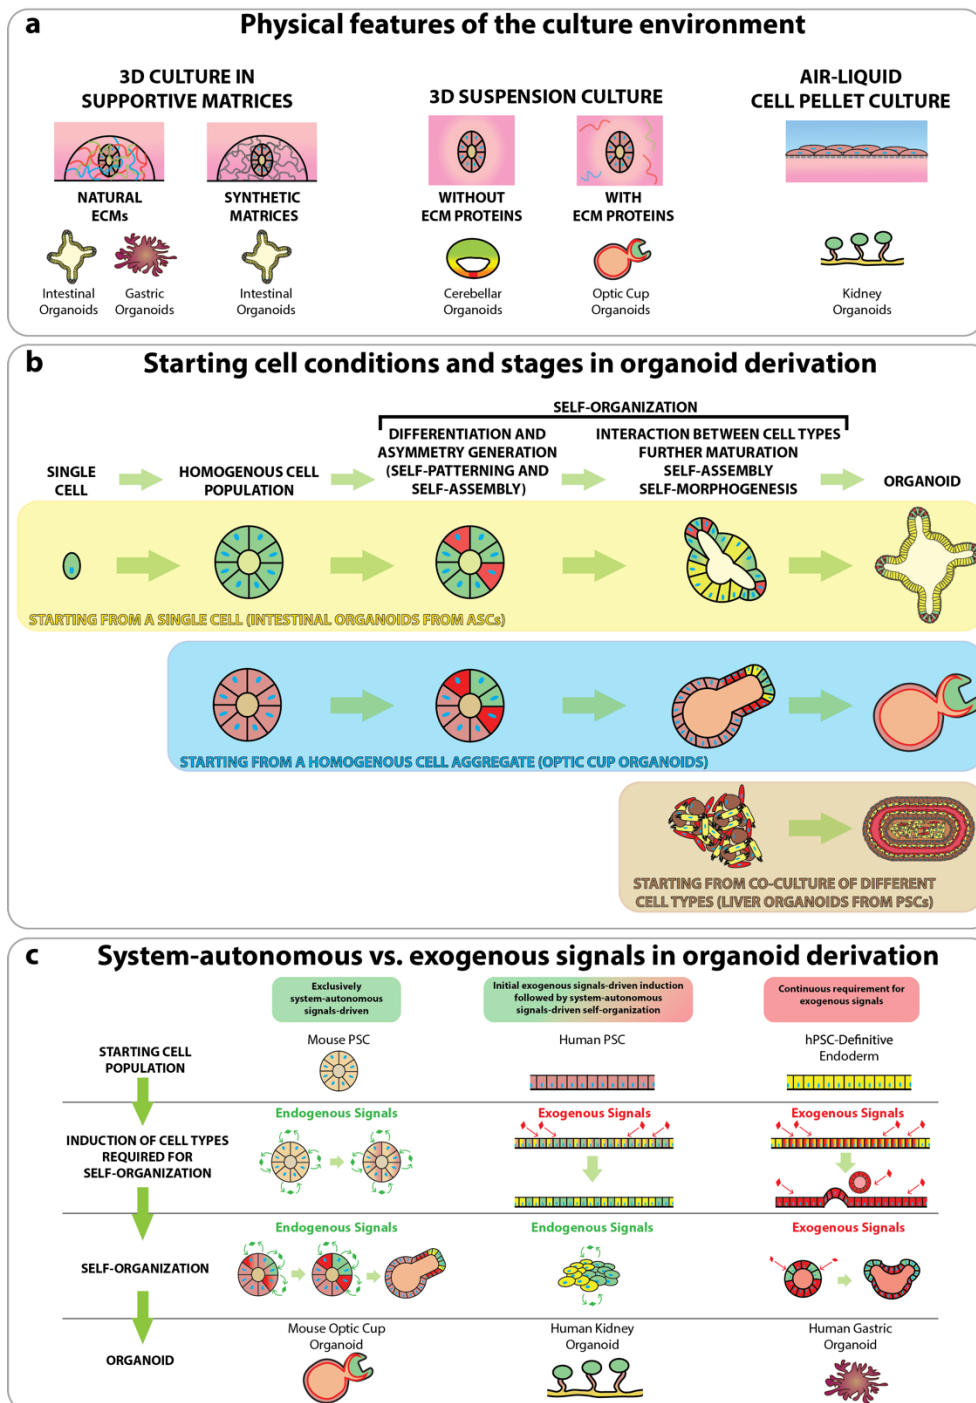 a
Physical features of the culture environment
3D CULTURE IN
SUPPORTIVE MATRICES
NATURAL
ECMs
SYNTHETIC
MATRICES
Intestinal
Organoids
Gastric
Organoids
Intestinal
Organoids
3D SUSPENSION CULTURE
WITHOUT
ECM PROTEINS
WITH
ECM PROTEINS
Cerebellar
Organoids
Optic Cup
Organoids
AIR-LIQUID
CELL PELLET CULTURE
Kidney
Organoids
b
Starting cell conditions and stages in organoid derivation
SELF-ORGANIZATION
SINGLE
CELL
HOMOGENOUS CELL
POPULATION
DIFFERENTIATION AND
ASYMMETRY GENERATION
(SELF-PATTERNING AND
SELF-ASSEMBLY)
INTERACTION BETWEEN CELL TYPES
FURTHER MATURATION
SELF-ASSEMBLY
SELF-MORPHOGENESIS
ORGANOID
STARTING FROM A SINGLE CELL (INTESTINAL ORGANOIDS FROM ASCs)
STARTING FROM A HOMOGENOUS CELL AGGREGATE (OPTIC CUP ORGANOIDS)
STARTING FROM CO-CULTURE OF DIFFERENT
CELL TYPES (LIVER ORGANOIDS FROM PSCs)
c
System-autonomous vs. exogenous signals in organoid derivation
Exclusively
system-autonomous
signals-driven
Initial exogenous signals-driven induction
followed by system-autonomous
signals-driven self-organization
Continuous requirement for
exogenous signals
STARTING CELL
POPULATION
Mouse PSC
Human PSC
hPSC-Definitive
Endoderm
INDUCTION OF CELL TYPES
REQUIRED FOR
SELF-ORGANIZATION
Endogenous Signals
Exogenous Signals
Exogenous Signals
SELF-ORGANIZATION
Endogenous Signals
Endogenous Signals
Exogenous Signals
ORGANOID
Mouse Optic Cup
Organoid
Human Kidney
Organoid
Human Gastric
Organoid